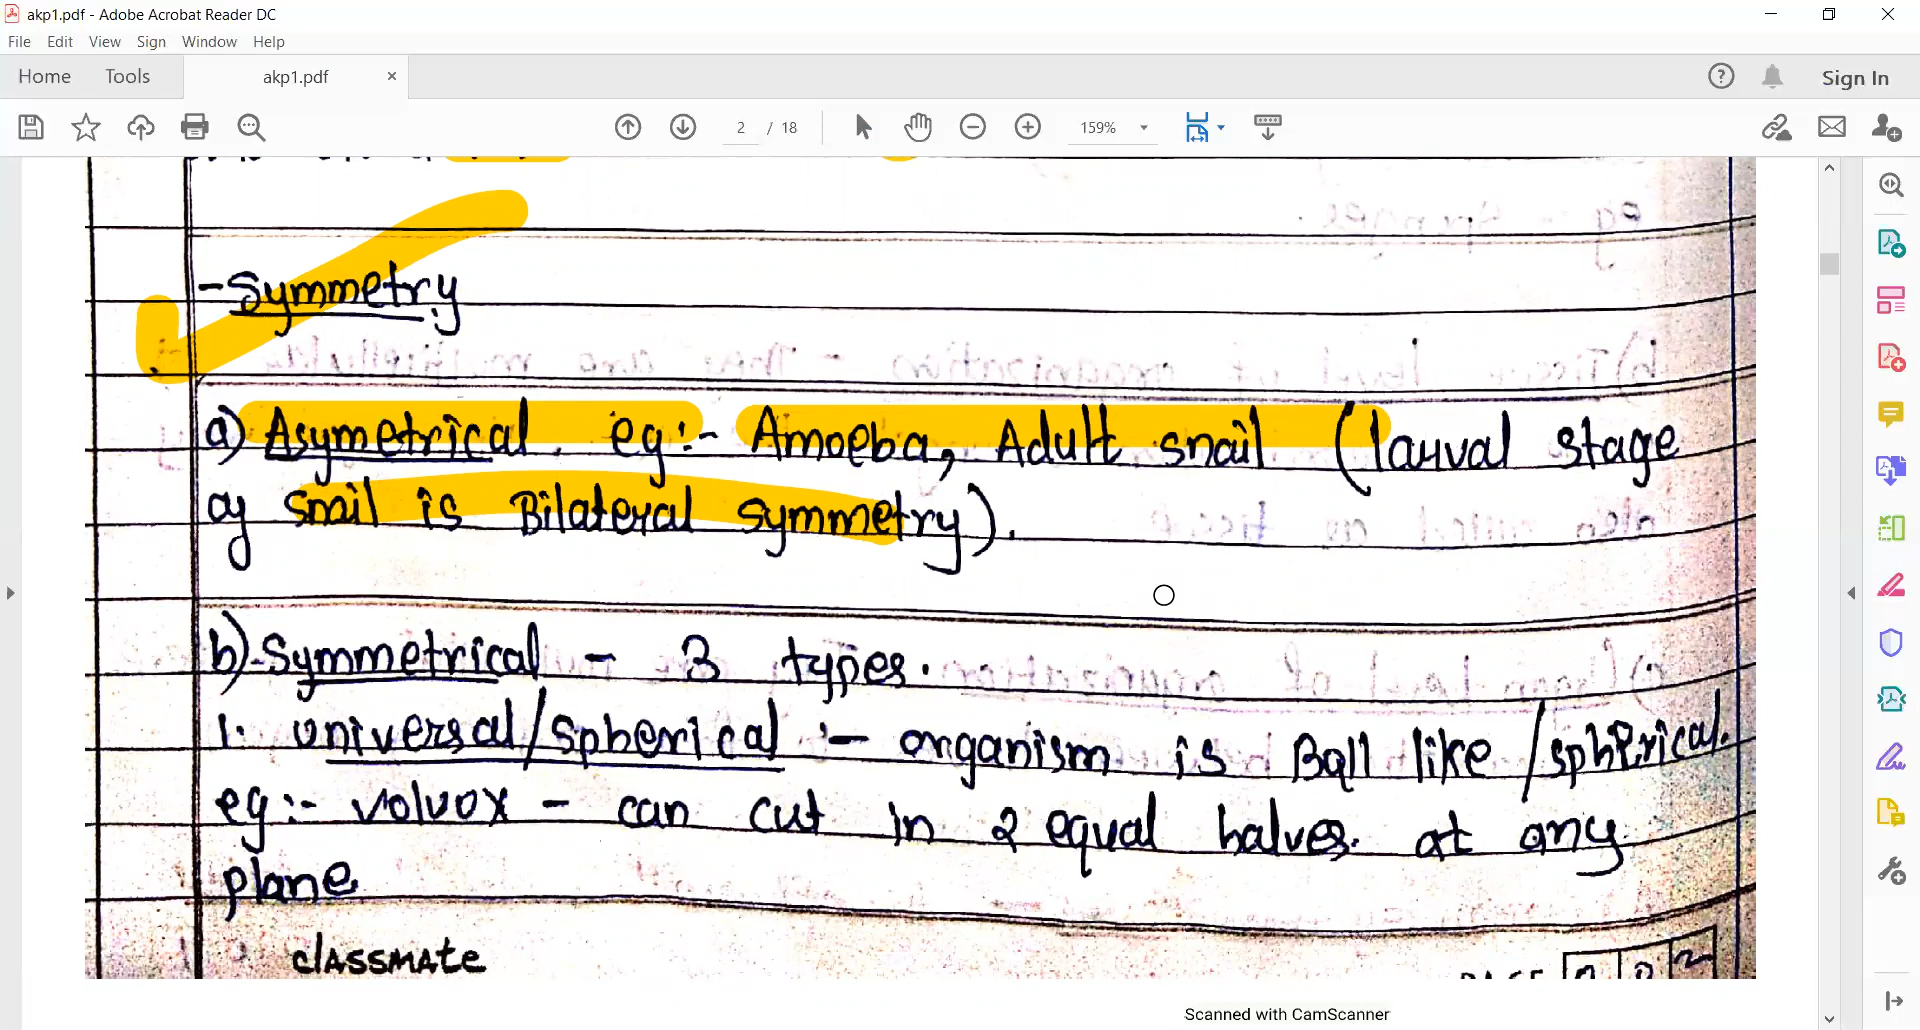 akp1.pdf - Adobe Acrobat Reader DC
File Edit View Sign Window Help
Home Tools akp1.pdf × Sign In
2 / 18 159%
-Symmetry
a) Asymetrical. eg:- Amoeba, Adult snail (larval stage
of snail is Bilateral symmetry).
b) Symmetrical - 3 types.
1. universal/spherical :- organism is Ball like/spherical.
eg:- volvox - can cut in 2 equal halves. at any
plane
classmate
PAGE
Scanned with CamScanner